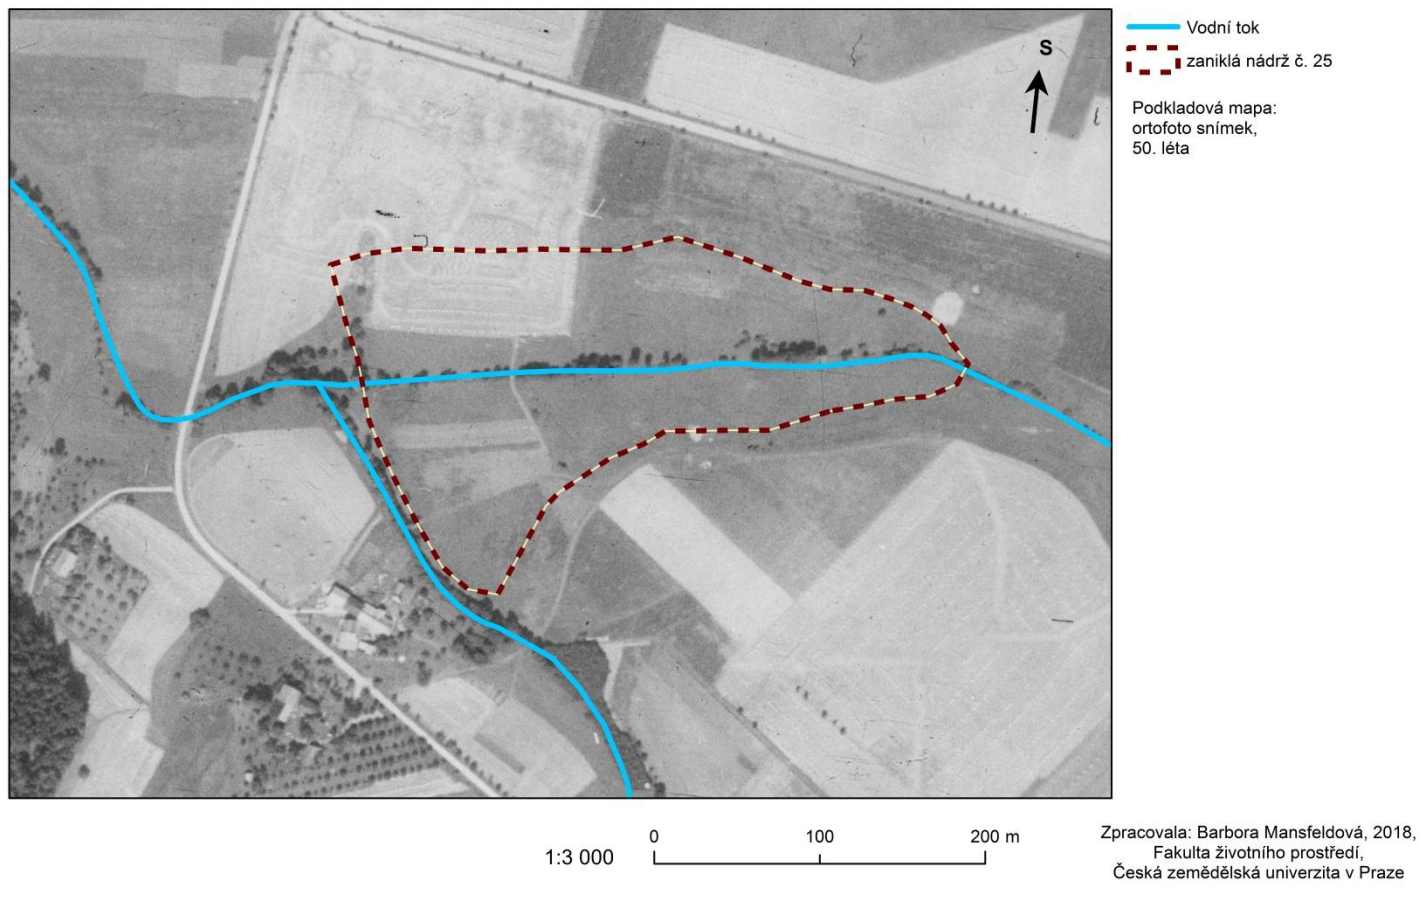 S
Vodní tok
zaniklá nádrž č. 25
Podkladová mapa:
ortofoto snímek,
50. léta
0 100 200 m
1:3 000
Zpracovala: Barbora Mansfeldová, 2018,
Fakulta životního prostředí,
Česká zemědělská univerzita v Praze